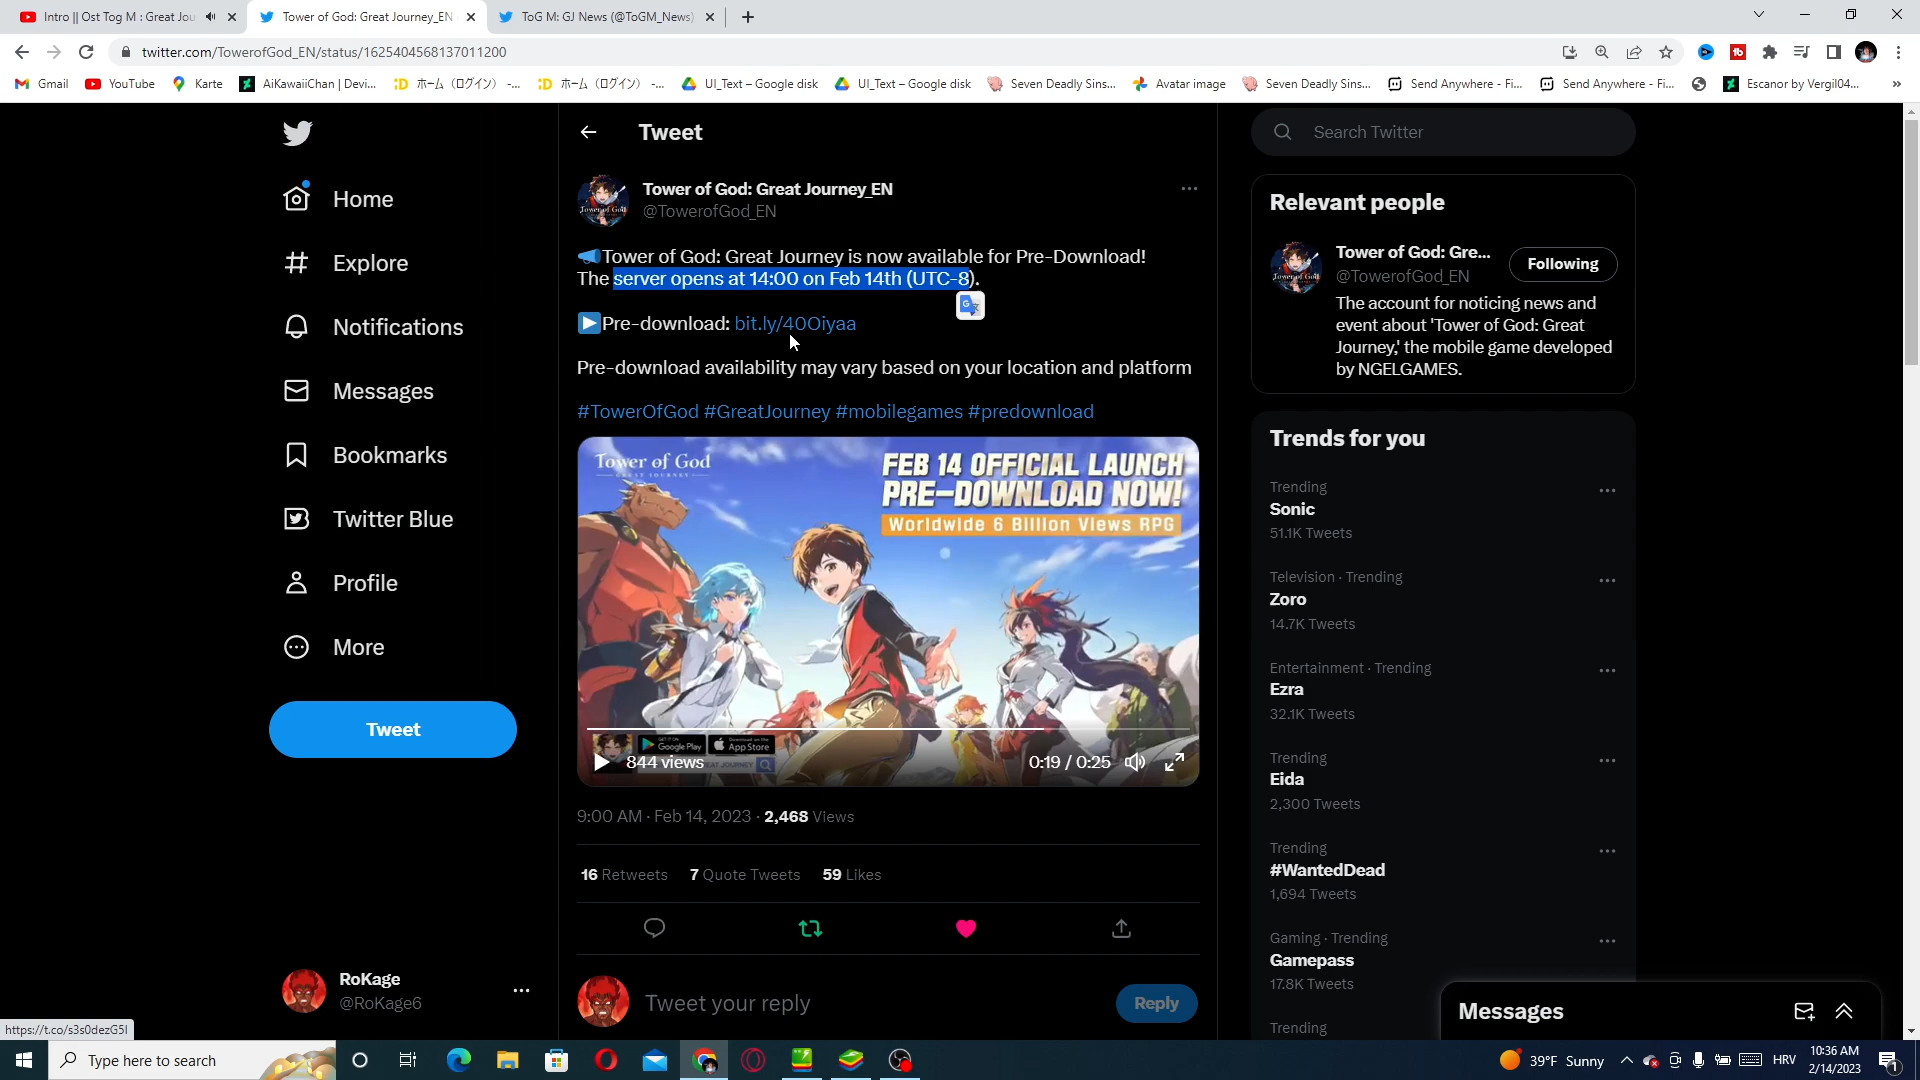 Intro || Ost Tog M : Great Jou
Tower of God: Great Journey_EN
ToG M: GJ News (@ToGM_News)
twitter.com/TowerofGod_EN/status/1625404568137011200
Gmail
YouTube
Karte
AiKawaiiChan | Devi...
ホーム（ログイン） -...
ホーム（ログイン） -...
UI_Text – Google disk
UI_Text – Google disk
Seven Deadly Sins...
Avatar image
Seven Deadly Sins...
Send Anywhere - Fi...
Send Anywhere - Fi...
Escanor by Vergil04...
»
Home
Explore
Notifications
Messages
Bookmarks
Twitter Blue
Profile
More
Tweet
RoKage
@RoKage6
https://t.co/s3s0dezG5l
Tweet
Tower of God: Great Journey_EN
@TowerofGod_EN
Tower of God: Great Journey is now available for Pre-Download!
The server opens at 14:00 on Feb 14th (UTC-8).
Pre-download: bit.ly/40Oiyaa
Pre-download availability may vary based on your location and platform
#TowerOfGod #GreatJourney #mobilegames #predownload
Tower of God
GREAT JOURNEY
FEB 14 OFFICIAL LAUNCH
PRE-DOWNLOAD NOW!
Worldwide 6 Billion Views RPG
GET IT ON
Google Play
Download on the
App Store
844 views
0:19 / 0:25
9:00 AM · Feb 14, 2023 · 2,468 Views
16 Retweets 7 Quote Tweets 59 Likes
Tweet your reply
Reply
Search Twitter
Relevant people
Tower of God: Gre...
@TowerofGod_EN
Following
The account for noticing news and
event about 'Tower of God: Great
Journey,' the mobile game developed
by NGELGAMES.
Trends for you
Trending
Sonic
51.1K Tweets
Television · Trending
Zoro
14.7K Tweets
Entertainment · Trending
Ezra
32.1K Tweets
Trending
Eida
2,300 Tweets
Trending
#WantedDead
1,694 Tweets
Gaming · Trending
Gamepass
17.8K Tweets
Trending
Messages
Type here to search
39°F Sunny
HRV
10:36 AM
2/14/2023
1